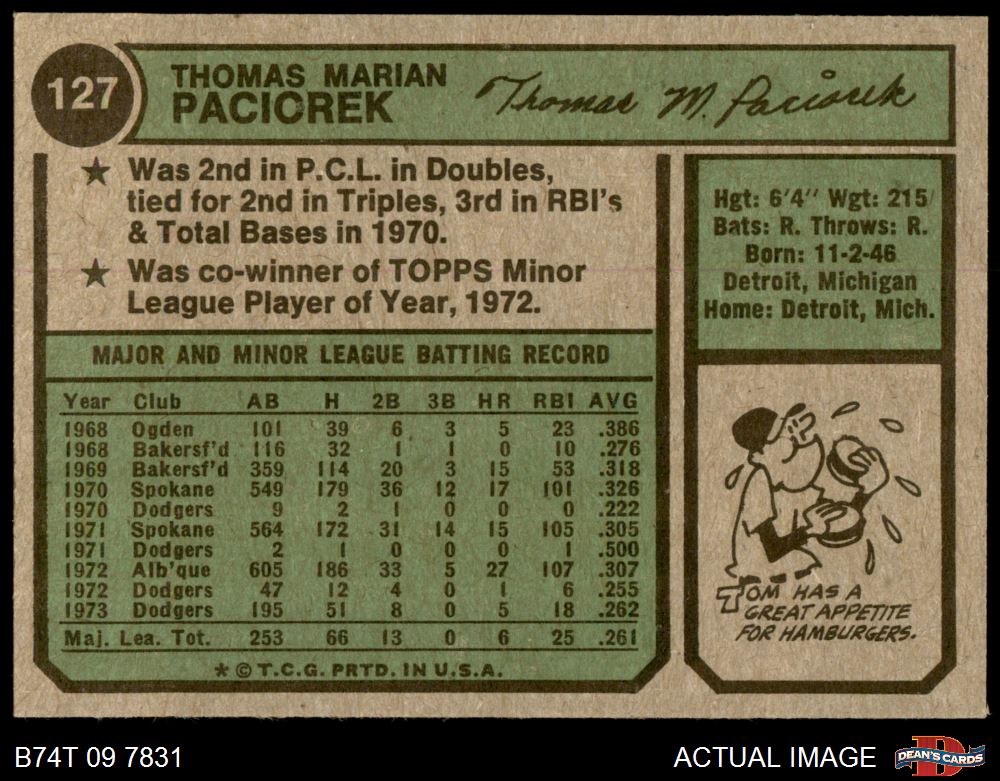 127
THOMAS MARIAN
PACIOREK
Thomas M. Paciorek
★ Was 2nd in P.C.L. in Doubles,
tied for 2nd in Triples, 3rd in RBI's
& Total Bases in 1970.
★ Was co-winner of TOPPS Minor
League Player of Year, 1972.
Hgt: 6'4'' Wgt: 215
Bats: R. Throws: R.
Born: 11-2-46
Detroit, Michigan
Home: Detroit, Mich.
MAJOR AND MINOR LEAGUE BATTING RECORD
Year Club AB H 2B 3B HR RBI AVG
1968 Ogden 101 39 6 3 5 23 .386
1968 Bakersf'd 116 32 1 1 0 10 .276
1969 Bakersf'd 359 114 20 3 15 53 .318
1970 Spokane 549 179 36 12 17 101 .326
1970 Dodgers 9 2 1 0 0 0 .222
1971 Spokane 564 172 31 14 15 105 .305
1971 Dodgers 2 1 0 0 0 1 .500
1972 Alb'que 605 186 33 5 27 107 .307
1972 Dodgers 47 12 4 0 1 6 .255
1973 Dodgers 195 51 8 0 5 18 .262
Maj. Lea. Tot. 253 66 13 0 6 25 .261
* © T.C.G. PRTD. IN U.S.A.
TOM HAS A
GREAT APPETITE
FOR HAMBURGERS.
B74T 09 7831
ACTUAL IMAGE
D
DEAN'S CARDS